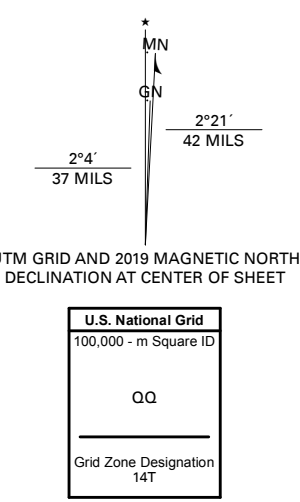 ★
MN
GN
2°21´
42 MILS
2°4´
37 MILS
UTM GRID AND 2019 MAGNETIC NORTH
DECLINATION AT CENTER OF SHEET
U.S. National Grid
100,000 - m Square ID
QQ
Grid Zone Designation
14T